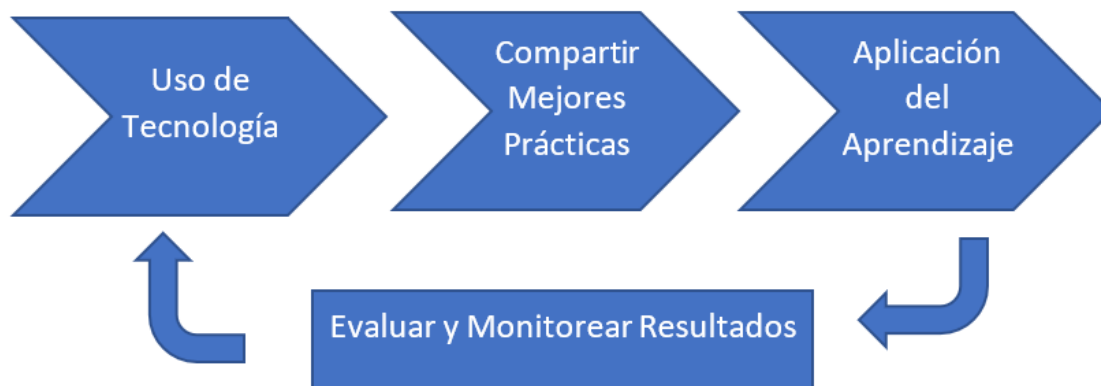 Uso de
Tecnología
Compartir
Mejores
Prácticas
Aplicación
del
Aprendizaje
Evaluar y Monitorear Resultados